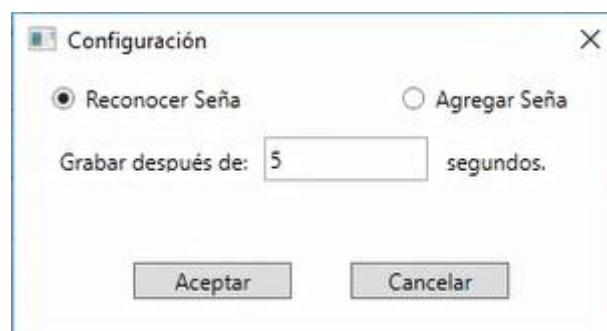 Configuración
Reconocer Seña Agregar Seña
Grabar después de: 5 segundos.
Aceptar Cancelar